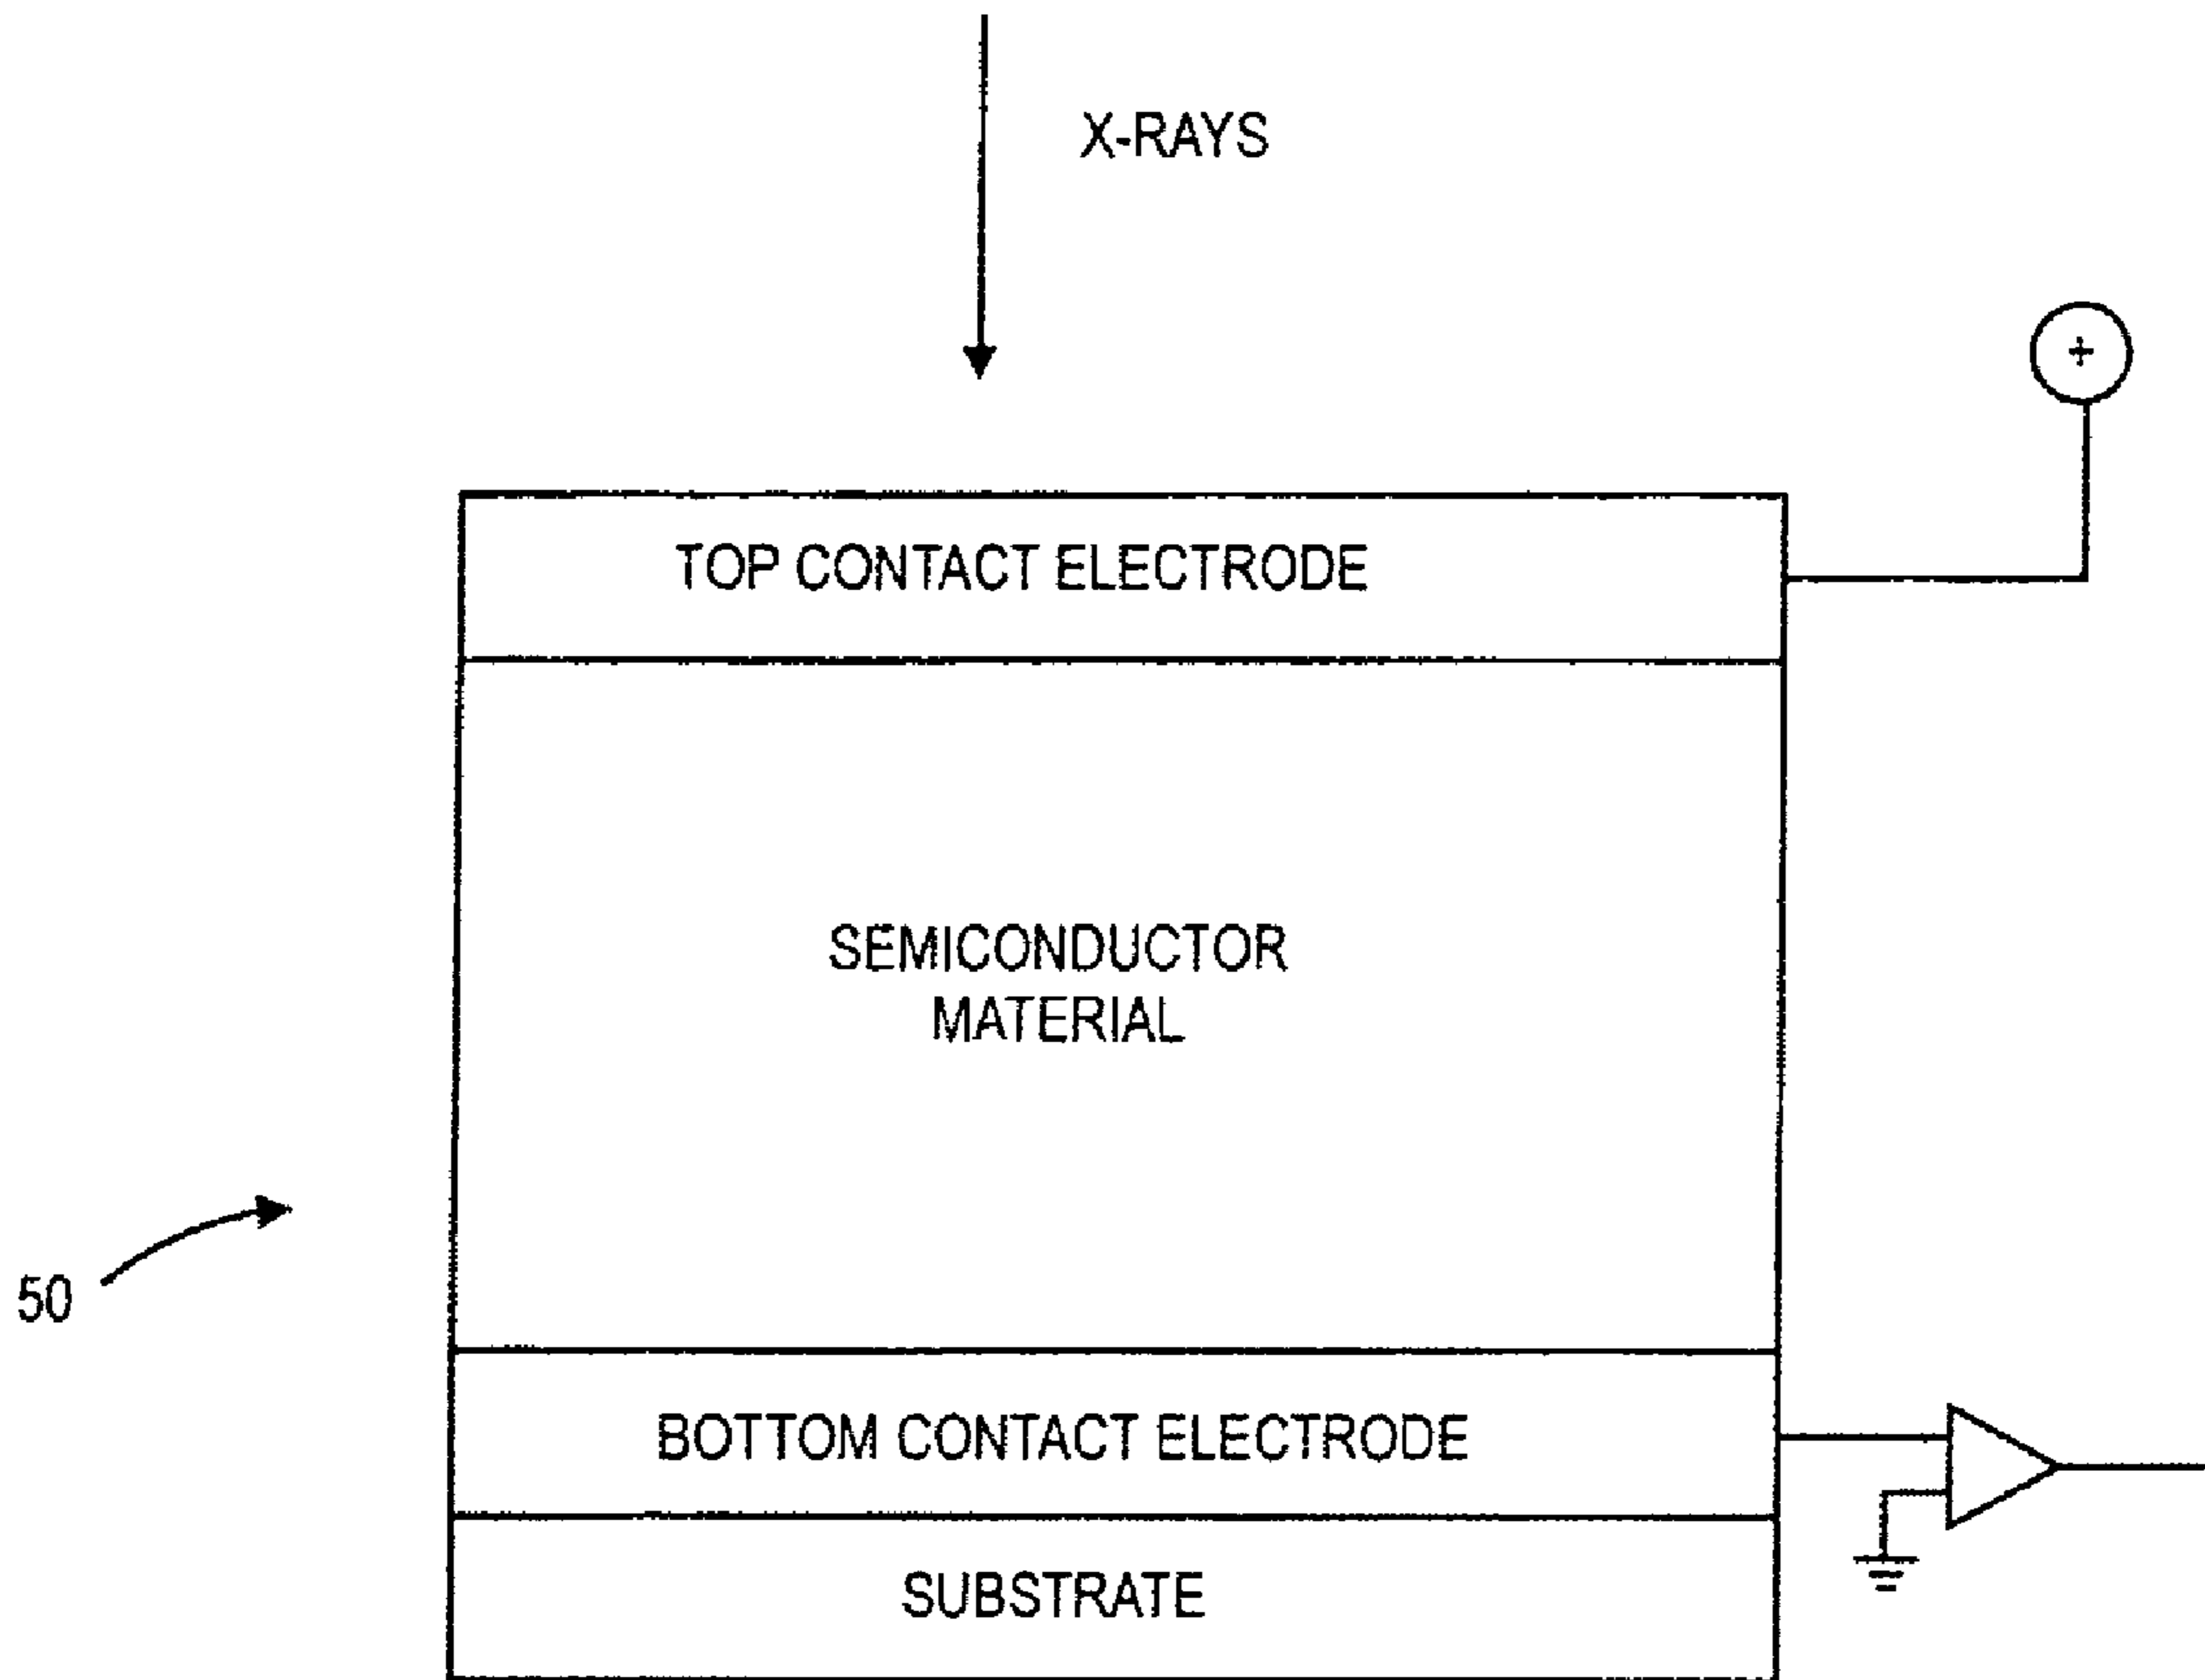 X-RAYS
+
TOP CONTACT ELECTRODE
SEMICONDUCTOR
MATERIAL
50
BOTTOM CONTACT ELECTRODE
SUBSTRATE